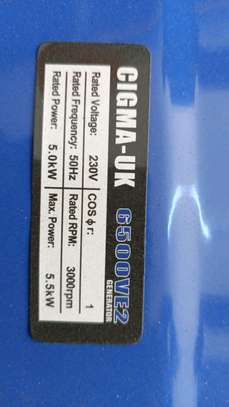 CIGMA-UK G500VE2
GENERATOR
Rated Voltage: 230V COS ϕ r: 1
Rated Frequency: 50Hz Rated RPM: 3000rpm
Rated Power: 5.0kW Max. Power: 5.5kW